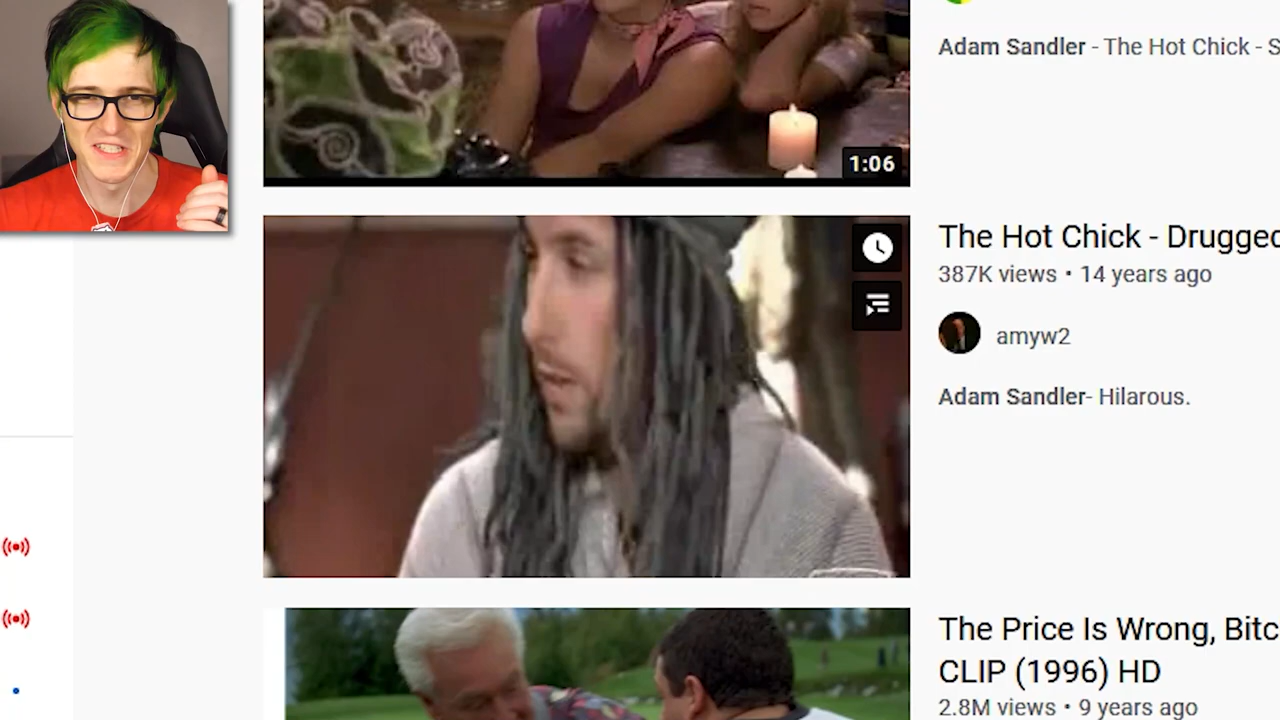 Adam Sandler - The Hot Chick - S
1:06
The Hot Chick - Drugged
387K views • 14 years ago
amyw2
Adam Sandler- Hilarous.
The Price Is Wrong, Bitc
CLIP (1996) HD
2.8M views • 9 years ago